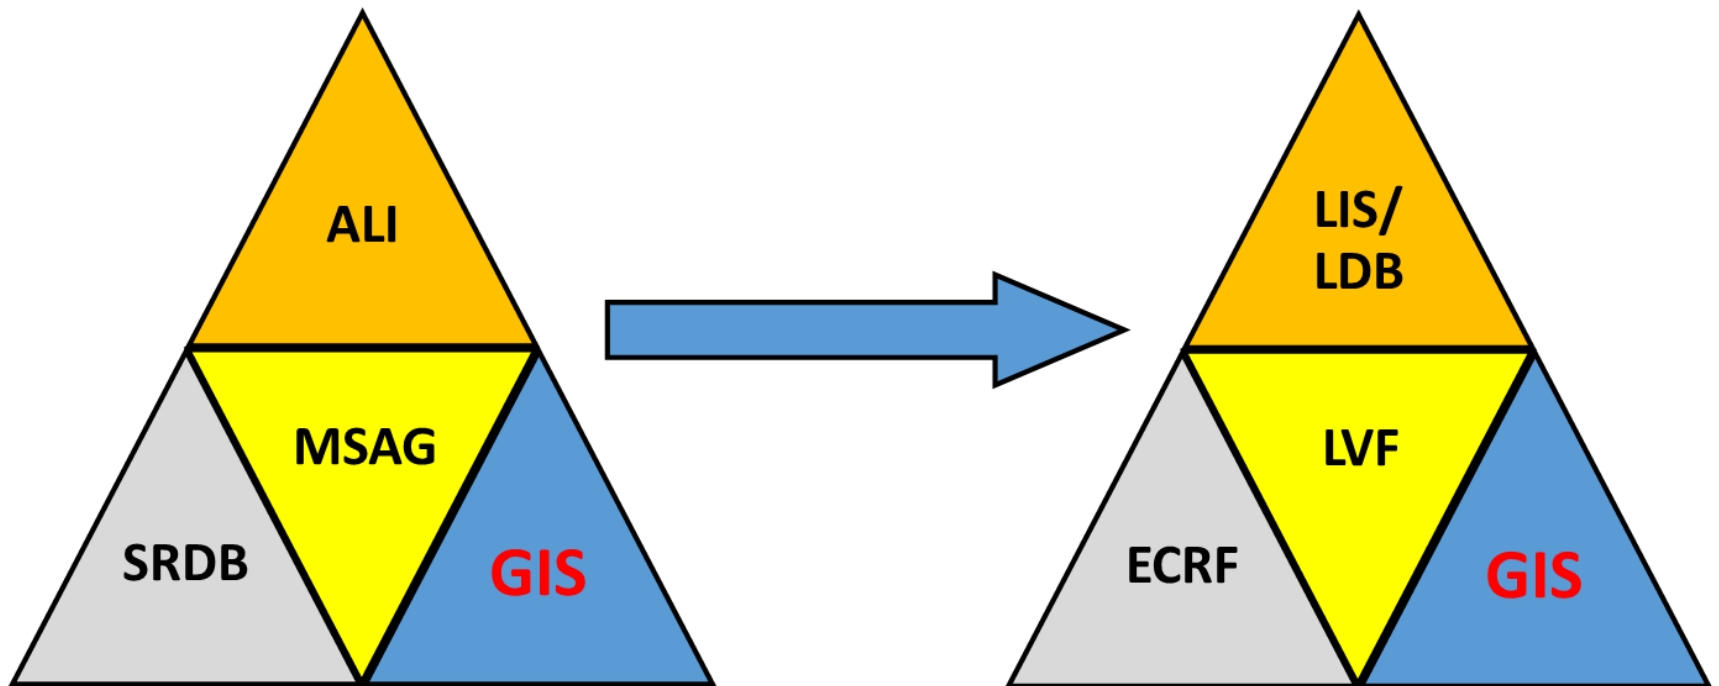 ALI
MSAG
SRDB
GIS
LIS/
LDB
LVF
ECRF
GIS